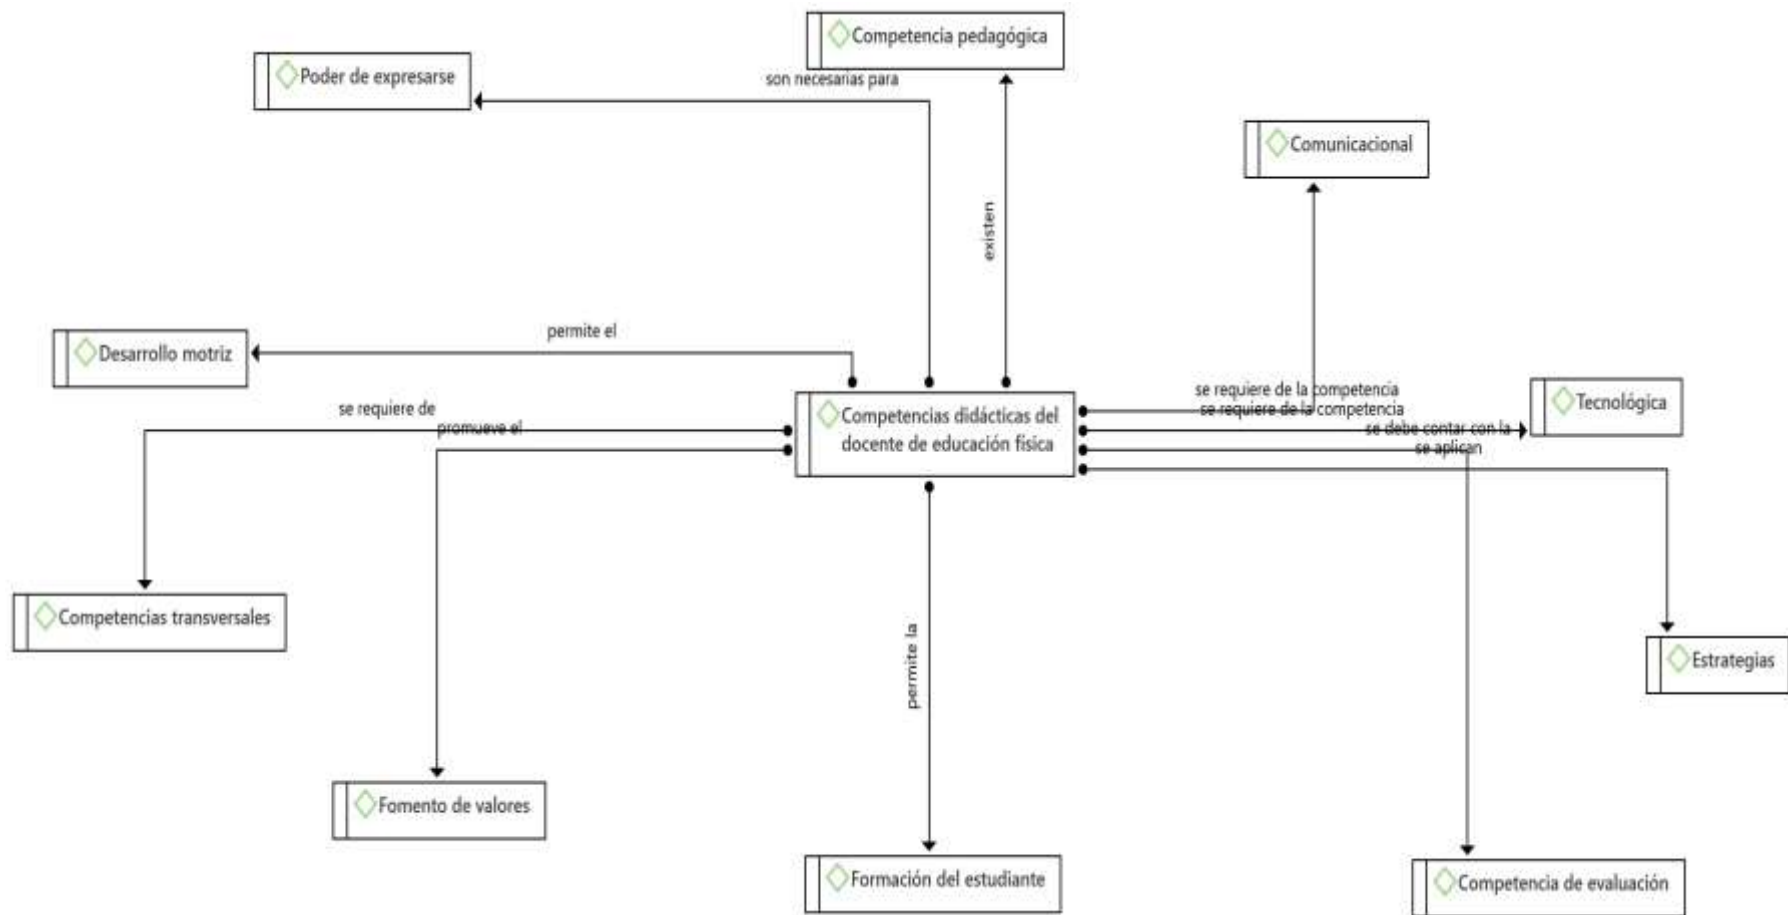 Competencia pedagógica
Poder de expresarse
son necesarias para
Comunicacional
existen
permite el
Desarrollo motriz
se requiere de la competencia
Tecnológica
se requiere de
se requiere de la competencia
Competencias didácticas del
docente de educación física
promueve el
se debe contar con la
se aplican
Competencias transversales
permite la
Estrategias
Fomento de valores
Formación del estudiante
Competencia de evaluación